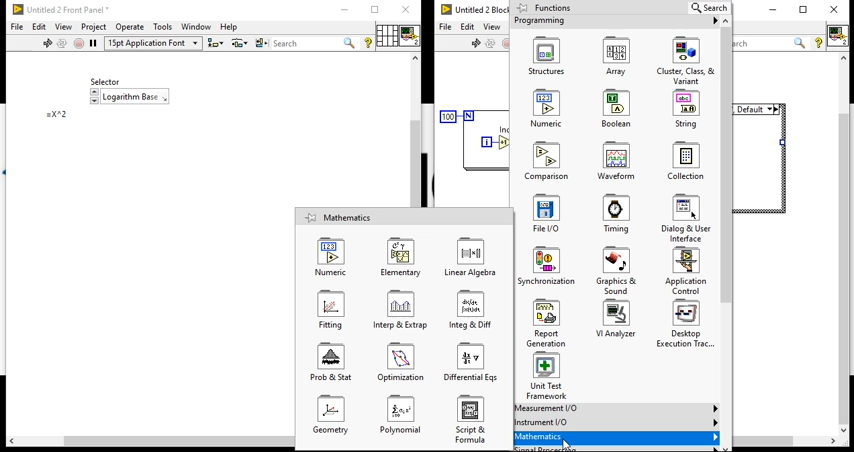 Untitled 2 Front Panel *
File Edit View Project Operate Tools Window Help
15pt Application Font
Search
Selector
Logarithm Base
=X^2
Untitled 2 Block
File Edit View
100
N
i
Default
Functions
Search
Programming
Structures
Array
Cluster, Class, &
Variant
Numeric
Boolean
String
Comparison
Waveform
Collection
File I/O
Timing
Dialog & User
Interface
Synchronization
Graphics &
Sound
Application
Control
Report
Generation
VI Analyzer
Desktop
Execution Trac...
Unit Test
Framework
Measurement I/O
Instrument I/O
Mathematics
Signal Processing
Mathematics
Numeric
Elementary
Linear Algebra
Fitting
Interp & Extrap
Integ & Diff
Prob & Stat
Optimization
Differential Eqs
Geometry
Polynomial
Script &
Formula